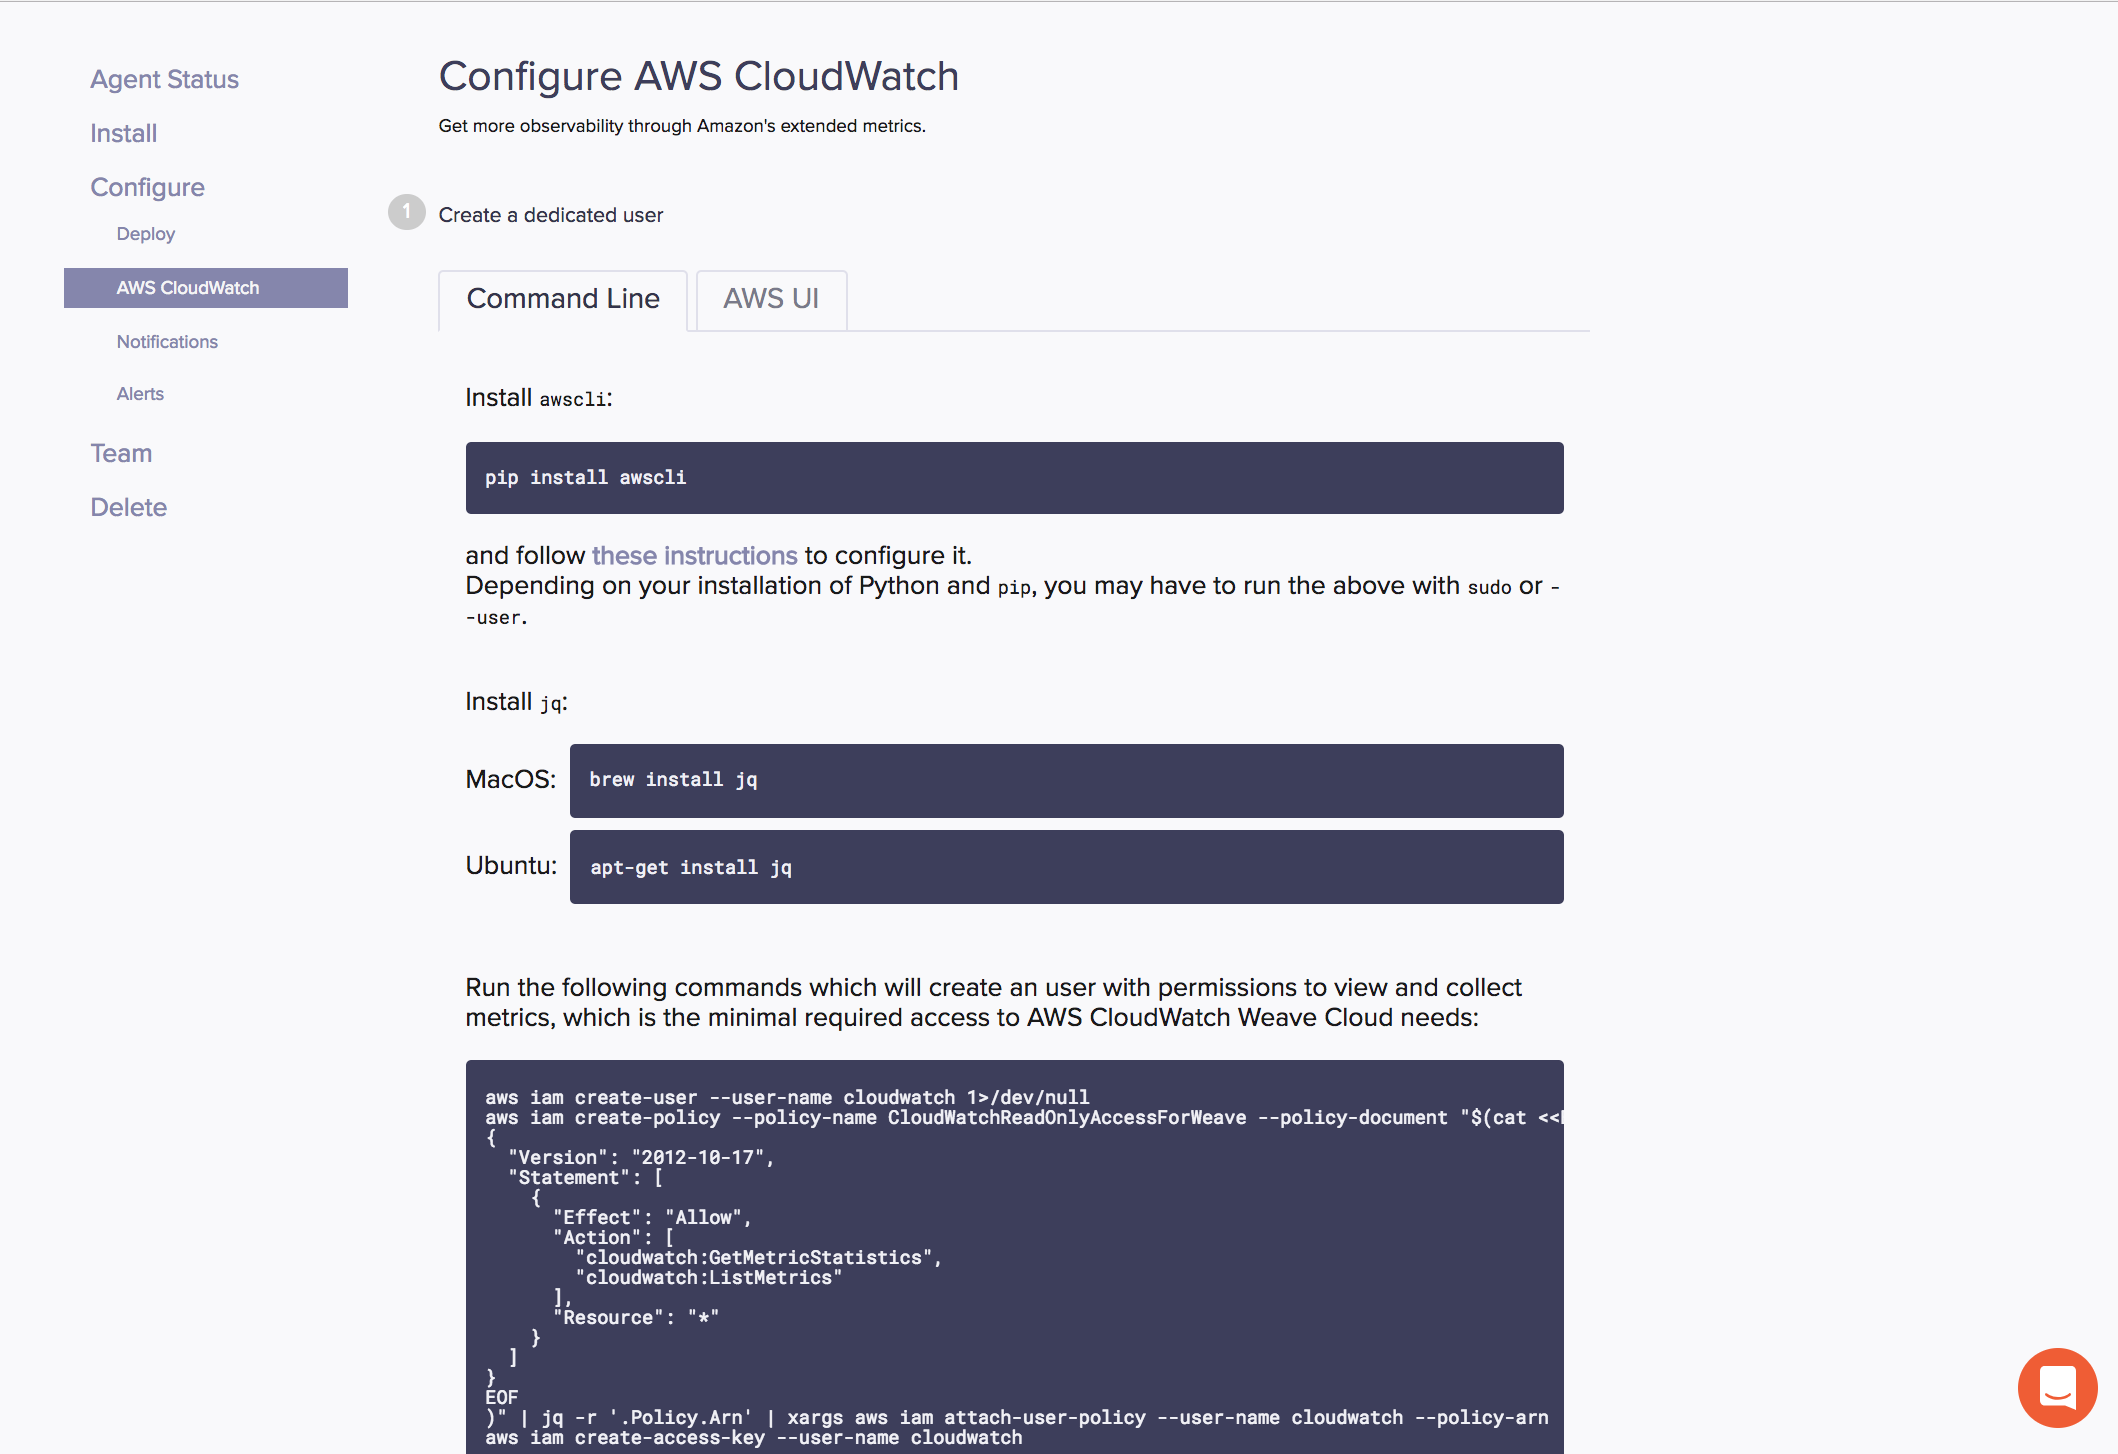 Agent Status
Install
Configure
Deploy
AWS CloudWatch
Notifications
Alerts
Team
Delete
Configure AWS CloudWatch
Get more observability through Amazon's extended metrics.
1 Create a dedicated user
Command Line AWS UI
Install awscli:
pip install awscli
and follow these instructions to configure it.
Depending on your installation of Python and pip, you may have to run the above with sudo or -
-user.
Install jq:
MacOS: brew install jq
Ubuntu: apt-get install jq
Run the following commands which will create an user with permissions to view and collect
metrics, which is the minimal required access to AWS CloudWatch Weave Cloud needs:
aws iam create-user --user-name cloudwatch 1>/dev/null
aws iam create-policy --policy-name CloudWatchReadOnlyAccessForWeave --policy-document "$(cat <<
{
"Version": "2012-10-17",
"Statement": [
{
"Effect": "Allow",
"Action": [
"cloudwatch:GetMetricStatistics",
"cloudwatch:ListMetrics"
],
"Resource": "*"
}
]
}
EOF
)" | jq -r '.Policy.Arn' | xargs aws iam attach-user-policy --user-name cloudwatch --policy-arn
aws iam create-access-key --user-name cloudwatch